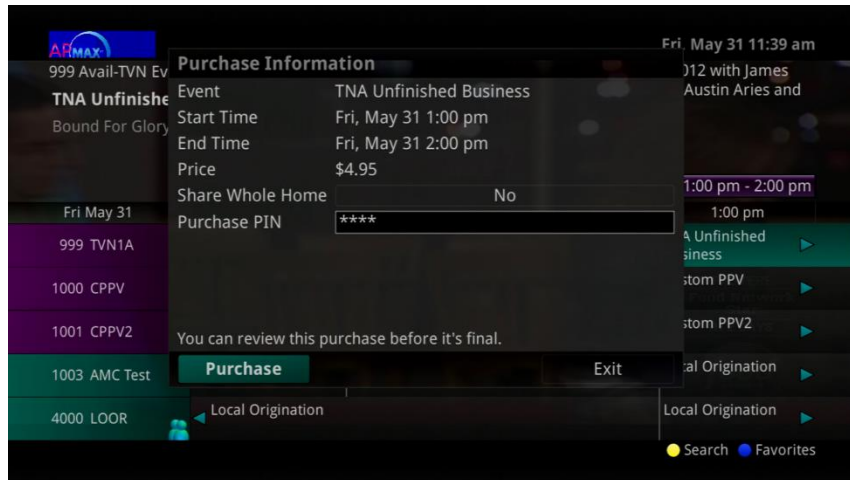 APMAX
Fri, May 31 11:39 am
999 Avail-TVN Ev
012 with James
TNA Unfinishe
Austin Aries and
Bound For Glory
Purchase Information
Event TNA Unfinished Business
Start Time Fri, May 31 1:00 pm
End Time Fri, May 31 2:00 pm
Price $4.95
Share Whole Home No
Purchase PIN ****
You can review this purchase before it's final.
Purchase Exit
1:00 pm - 2:00 pm
Fri May 31 1:00 pm
999 TVN1A
A Unfinished
siness
1000 CPPV
stom PPV
1001 CPPV2
stom PPV2
1003 AMC Test
cal Origination
4000 LOOR Local Origination Local Origination
Search Favorites